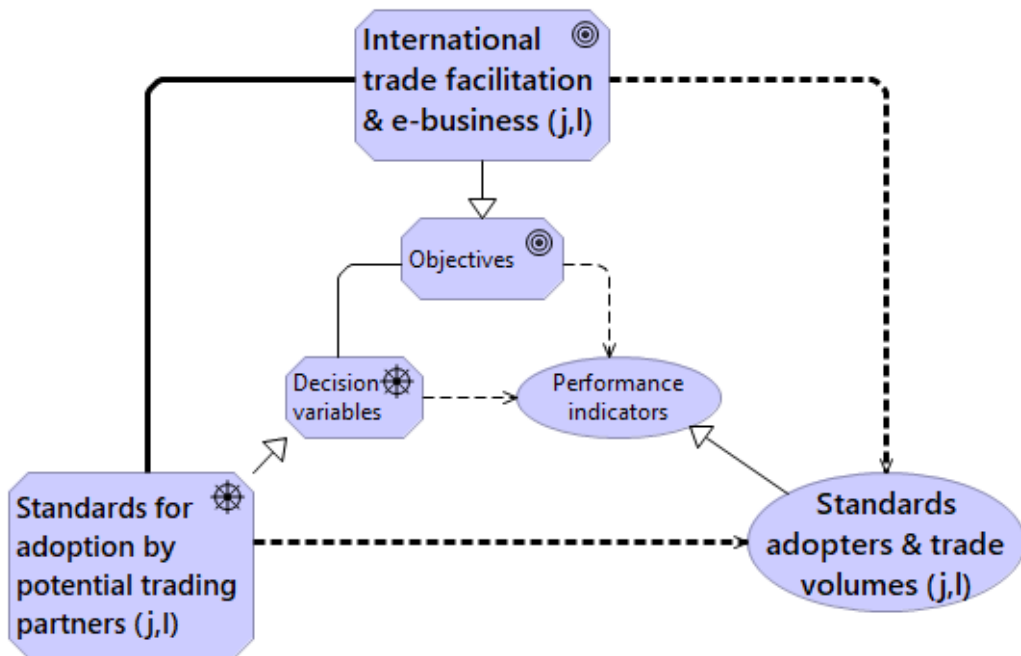 International
trade facilitation
& e-business (j,l)
Objectives
Decision
variables
Performance
indicators
Standards for
adoption by
potential trading
partners (j,l)
Standards
adopters & trade
volumes (j,l)